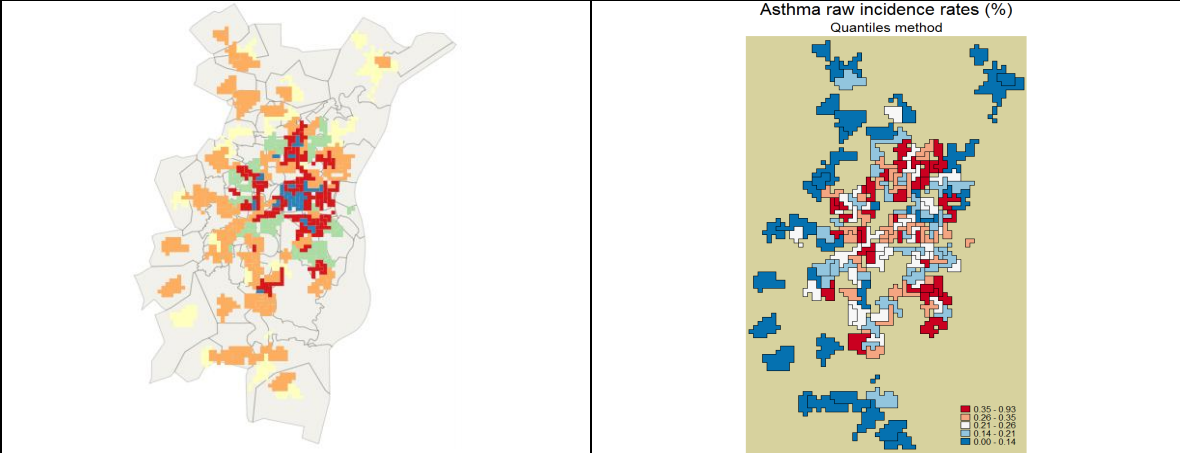 Asthma raw incidence rates (%)
Quantiles method
0.35 - 0.93
0.26 - 0.35
0.21 - 0.26
0.14 - 0.21
0.00 - 0.14